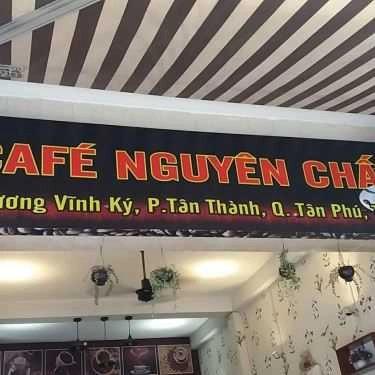 CAFÉ NGUYÊN CHẤ
ương Vĩnh Ký, P.Tân Thành, Q. Tân Phú,